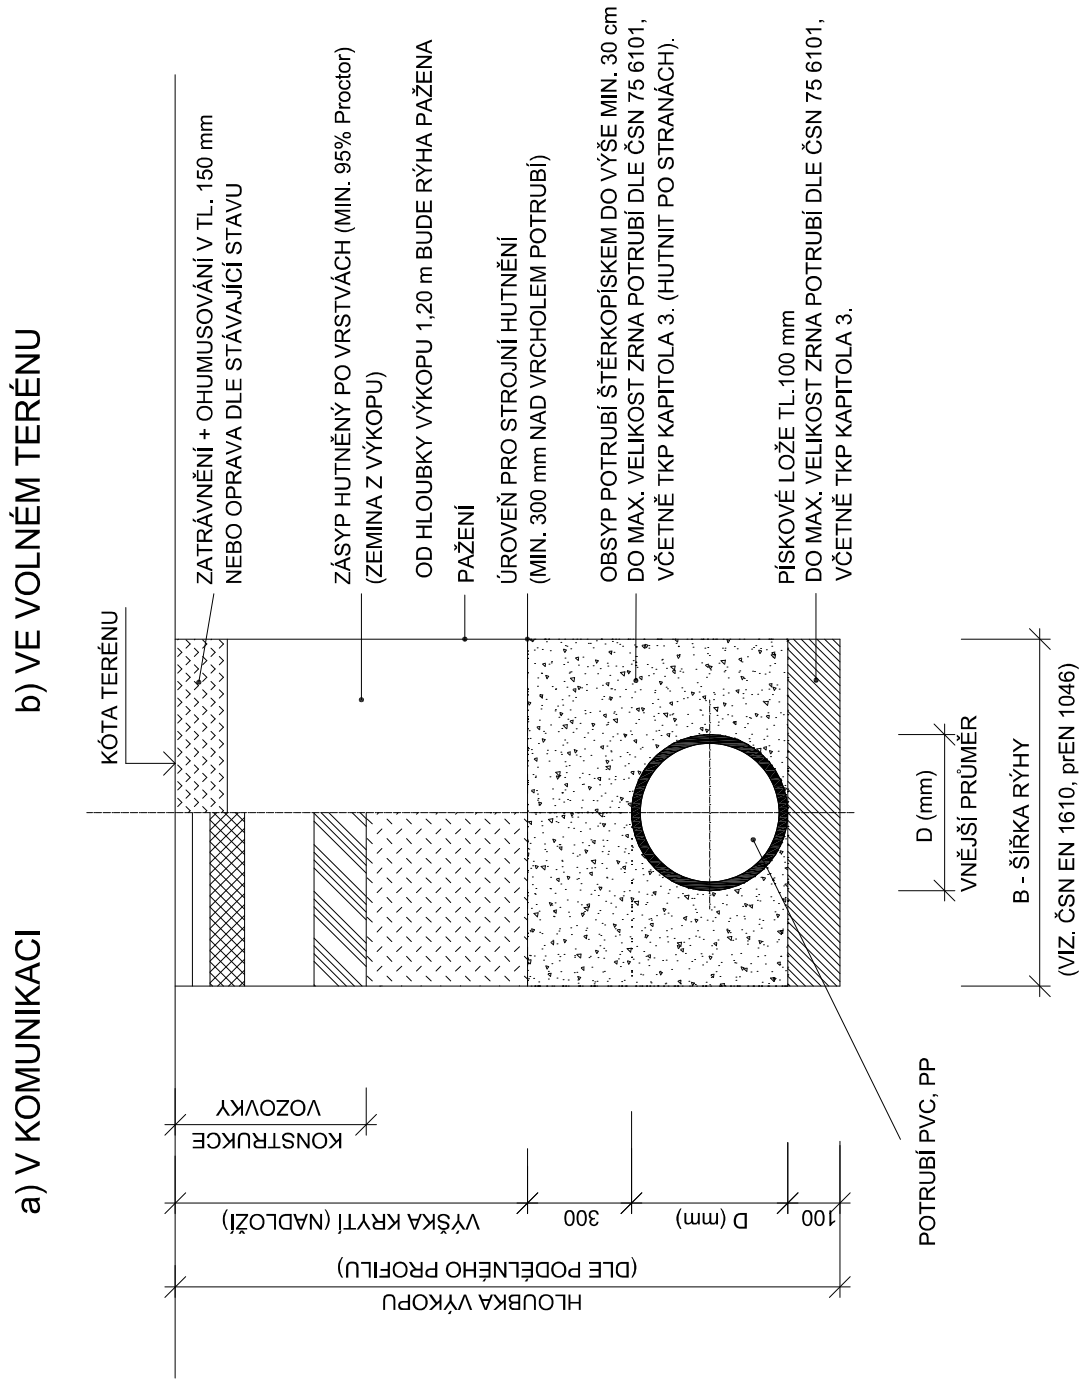 a) V KOMUNIKACI
b) VE VOLNÉM TERÉNU
KÓTA TERÉNU
ZATRÁVNĚNÍ + OHUMUSOVÁNÍ V TL. 150 mm
NEBO OPRAVA DLE STÁVAJÍCÍ STAVU
ZÁSYP HUTNĚNÝ PO VRSTVÁCH (MIN. 95% Proctor)
(ZEMINA Z VÝKOPU)
OD HLOUBKY VÝKOPU 1,20 m BUDE RÝHA PAŽENA
PAŽENÍ
ÚROVEŇ PRO STROJNÍ HUTNĚNÍ
(MIN. 300 mm NAD VRCHOLEM POTRUBÍ)
OBSYP POTRUBÍ ŠTĚRKOPÍSKEM DO VÝŠE MIN. 30 cm
DO MAX. VELIKOST ZRNA POTRUBÍ DLE ČSN 75 6101,
VČETNĚ TKP KAPITOLA 3. (HUTNIT PO STRANÁCH).
PÍSKOVÉ LOŽE TL.100 mm
DO MAX. VELIKOST ZRNA POTRUBÍ DLE ČSN 75 6101,
VČETNĚ TKP KAPITOLA 3.
KONSTRUKCE
VOZOVKY
VÝŠKA KRYTÍ (NADLOŽÍ)
300
D (mm)
100
HLOUBKA VÝKOPU
(DLE PODÉLNÉHO PROFILU)
POTRUBÍ PVC, PP
D (mm)
VNĚJŠÍ PRŮMĚR
B - ŠÍŘKA RÝHY
(VIZ. ČSN EN 1610, prEN 1046)